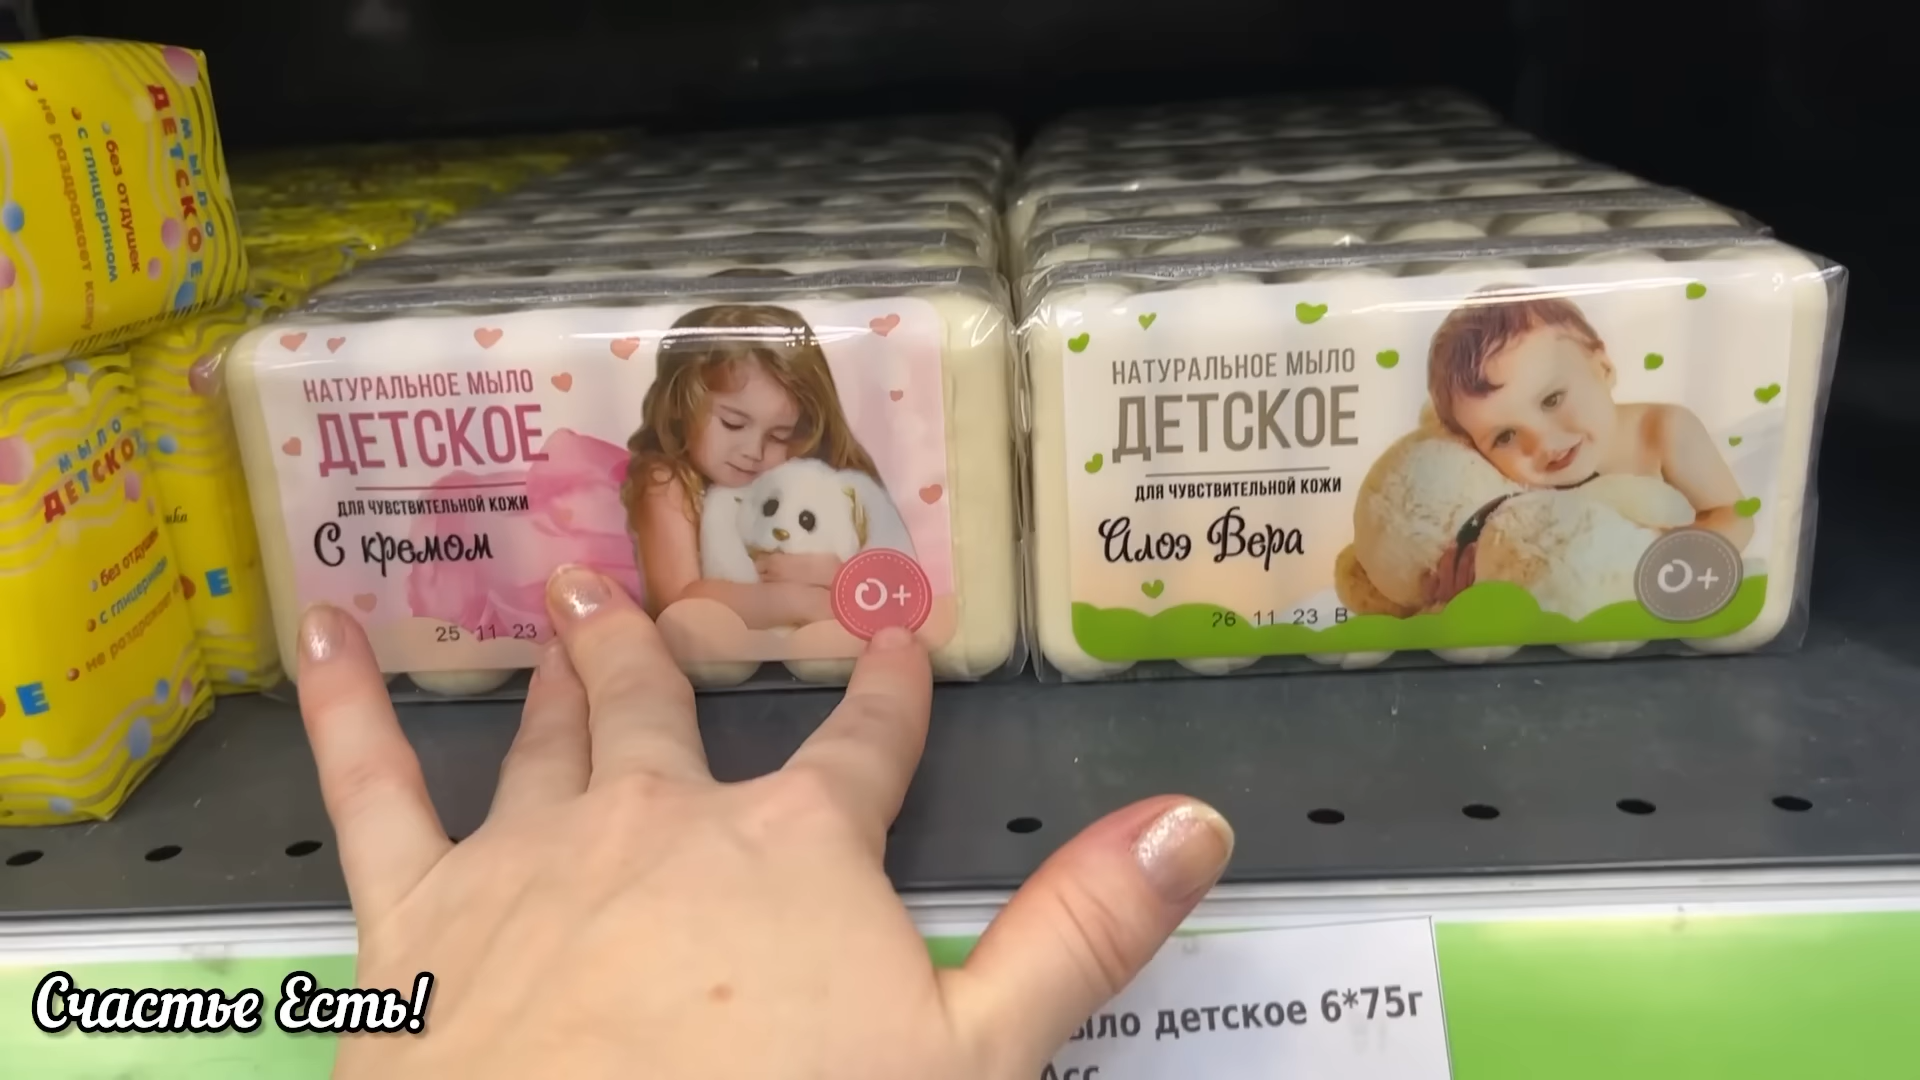 МЫЛО
ДЕТСКОЕ
без отдушек
с глицерином
не раздражает кожу
МЫЛО
ДЕТСКО
без отдушек
с глицерином
не раздражает
Е
Е
НАТУРАЛЬНОЕ МЫЛО
ДЕТСКОЕ
ДЛЯ ЧУВСТВИТЕЛЬНОЙ КОЖИ
С кремом
0+
25 11 23
НАТУРАЛЬНОЕ МЫЛО
ДЕТСКОЕ
ДЛЯ ЧУВСТВИТЕЛЬНОЙ КОЖИ
Алоэ Вера
0+
26 11 23 В
ыло детское 6*75г
Асс
Счастье Есть!